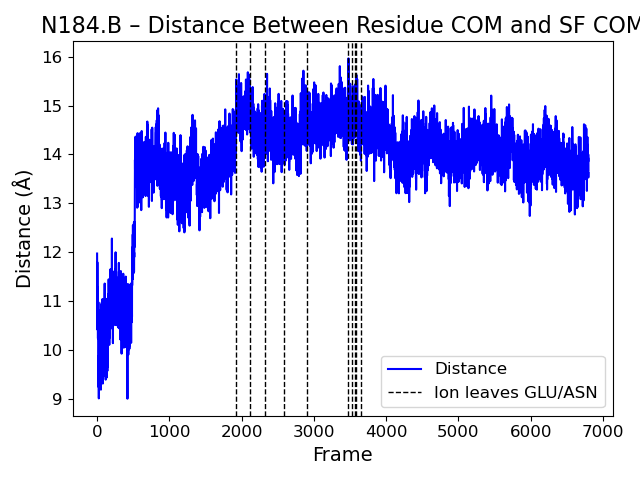 N184.B – Distance Between Residue COM and SF COM
16
15
14
13
12
11
10
9
Distance (Å)
Distance
Ion leaves GLU/ASN
0 1000 2000 3000 4000 5000 6000 7000
Frame